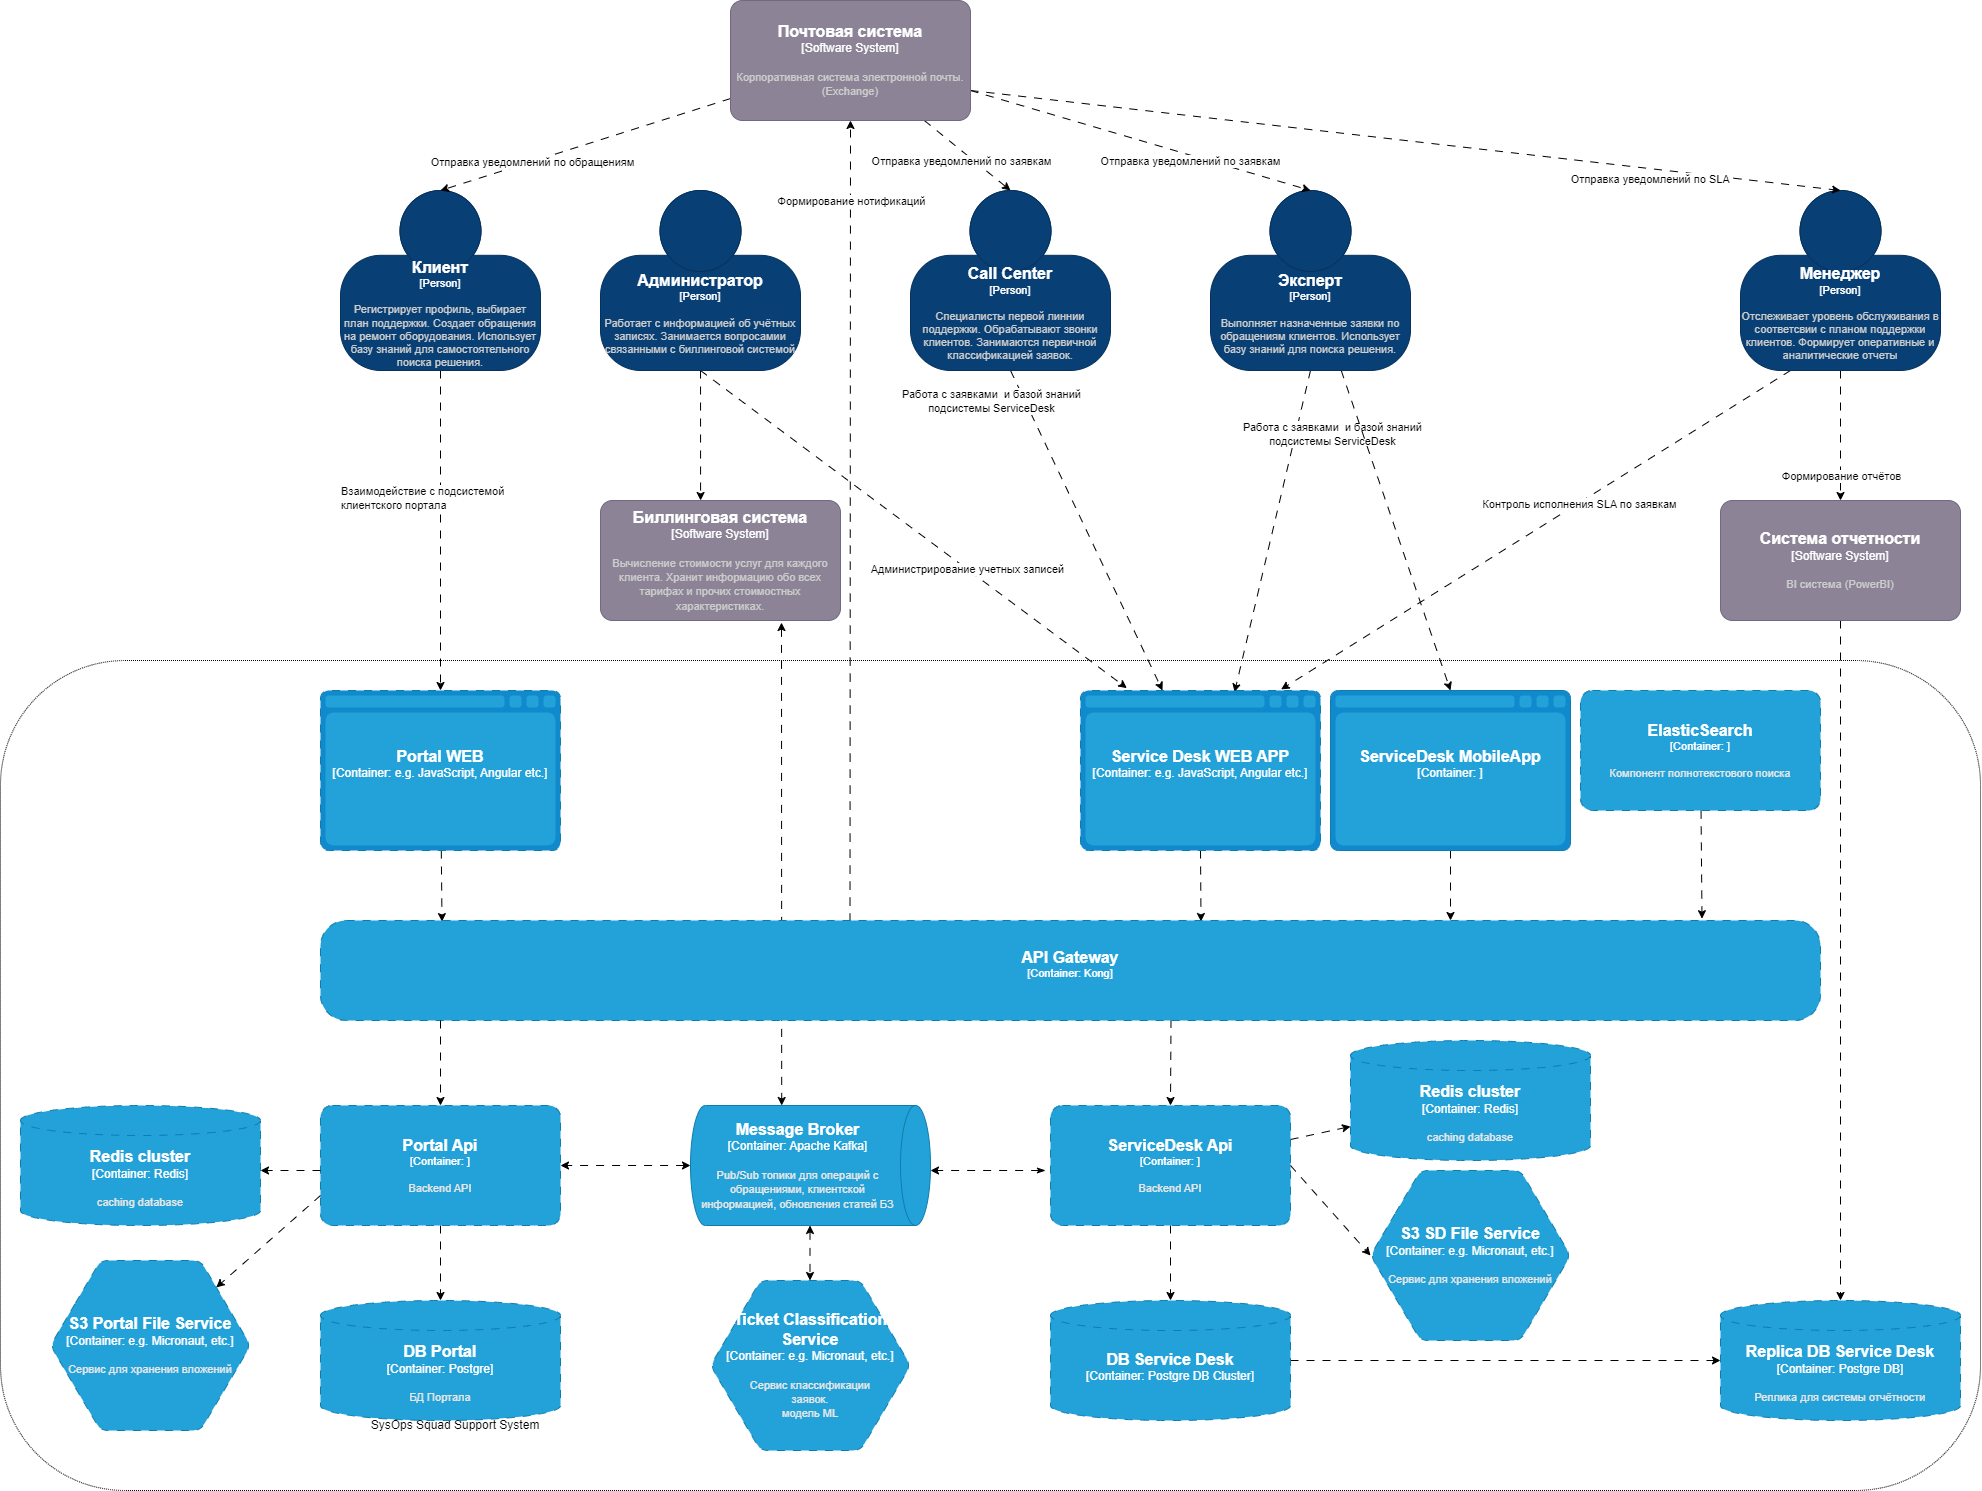 Почтовая система
[Software System]
Корпоративная система электронной почты.
(Exchange)
Отправка уведомлений по обращениям
Отправка уведомлений по заявкам
Отправка уведомлений по заявкам
Отправка уведомлений по SLA
Формирование нотификаций
Клиент
[Person]
Регистрирует профиль, выбирает
план поддержки. Создает обращения
на ремонт оборудования. Использует
базу знаний для самостоятельного
поиска решения.
Администратор
[Person]
Работает с информацией об учётных
записях. Занимается вопросамии
связанными с биллинговой системой
Call Center
[Person]
Специалисты первой линнии
поддержки. Обрабатывают звонки
клиентов. Занимаются первичной
классификацией заявок.
Эксперт
[Person]
Выполняет назначенные заявки по
обращениям клиентов. Использует
базу знаний для поиска решения.
Менеджер
[Person]
Отслеживает уровень обслуживания в
соответсвии с планом поддержки
клиентов. Формирует оперативные и
аналитические отчеты
Работа с заявками  и базой знаний
подсистемы ServiceDesk
Работа с заявками  и базой знаний
подсистемы ServiceDesk
Взаимодействие с подсистемой
клиентского портала
Формирование отчётов
Контроль исполнения SLA по заявкам
Биллинговая система
[Software System]
Вычисление стоимости услуг для каждого
клиента. Хранит информацию обо всех
тарифах и прочих стоимостных
характеристиках.
Администрирование учетных записей
Система отчетности
[Software System]
BI система (PowerBI)
Portal WEB
[Container: e.g. JavaScript, Angular etc.]
Service Desk WEB APP
[Container: e.g. JavaScript, Angular etc.]
ServiceDesk MobileApp
[Container: ]
ElasticSearch
[Container: ]
Компонент полнотекстового поиска
API Gateway
[Container: Kong]
Redis cluster
[Container: Redis]
caching database
Portal Api
[Container: ]
Backend API
Message Broker
[Container: Apache Kafka]
Pub/Sub топики для операций с
обращениями, клиентской
информацией, обновления статей БЗ
ServiceDesk Api
[Container: ]
Backend API
Redis cluster
[Container: Redis]
caching database
S3 SD File Service
[Container: e.g. Micronaut, etc.]
Сервис для хранения вложений
S3 Portal File Service
[Container: e.g. Micronaut, etc.]
Сервис для хранения вложений
DB Portal
[Container: Postgre]
БД Портала
SysOps Squad Support System
Ticket Classification
Service
[Container: e.g. Micronaut, etc.]
Сервис классификации
заявок.
модель ML
DB Service Desk
[Container: Postgre DB Cluster]
Replica DB Service Desk
[Container: Postgre DB]
Реплика для системы отчётности